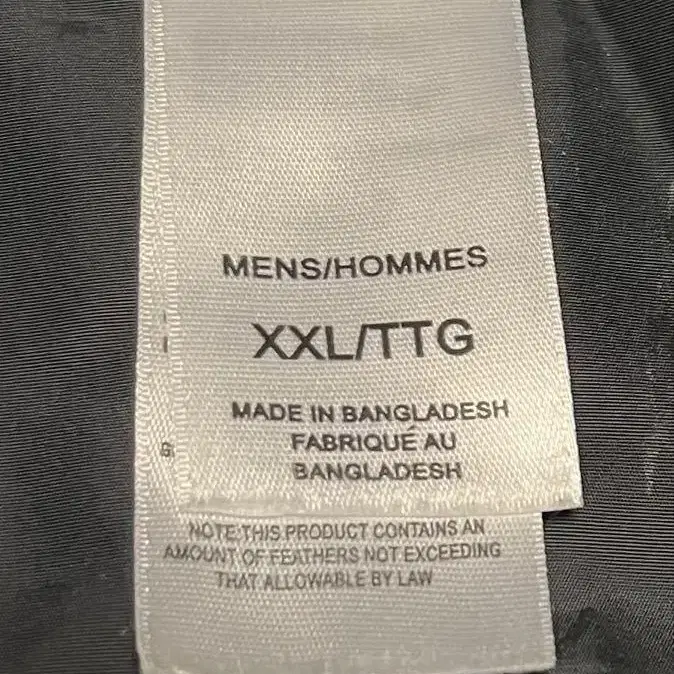 MENS/HOMMES
XXL/TTG
MADE IN BANGLADESH
FABRIQUÉ AU
BANGLADESH
NOTE:THIS PRODUCT CONTAINS AN
AMOUNT OF FEATHERS NOT EXCEEDING
THAT ALLOWABLE BY LAW